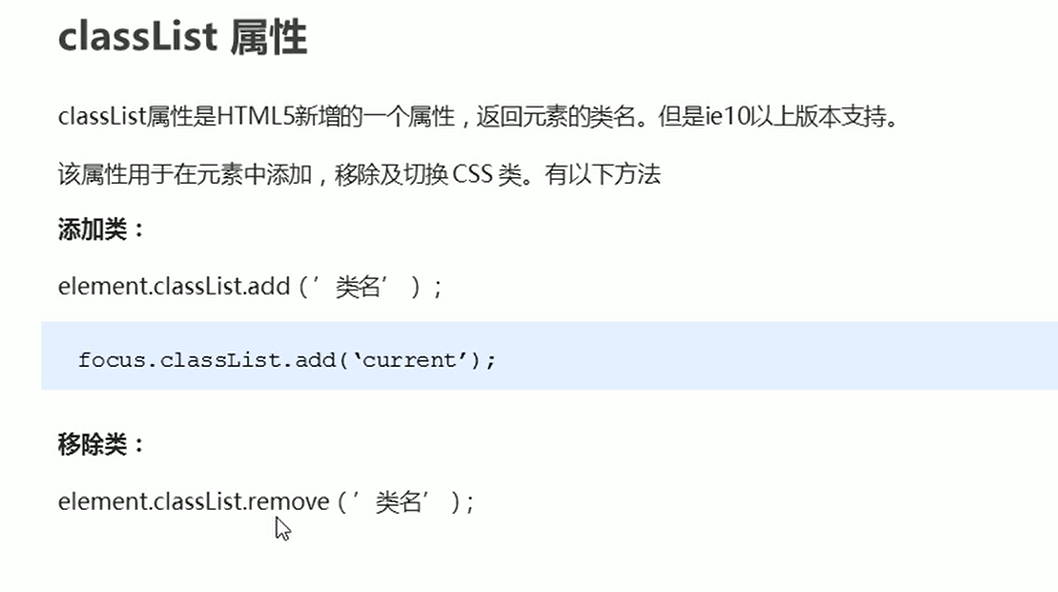 classList 属性
classList属性是HTML5新增的一个属性，返回元素的类名。但是ie10以上版本支持。
该属性用于在元素中添加，移除及切换 CSS 类。有以下方法
添加类：
element.classList.add（’类名’）;
focus.classList.add(‘current’);
移除类：
element.classList.remove（’类名’）;